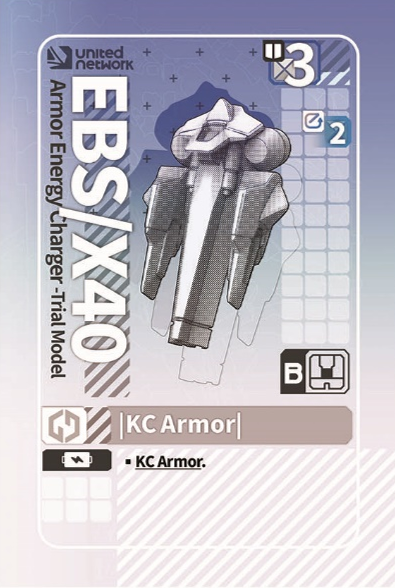 united
network
3
2
EBS/X40
Armor Energy Charger -Trial Model
B
|KC Armor|
▪ KC Armor.